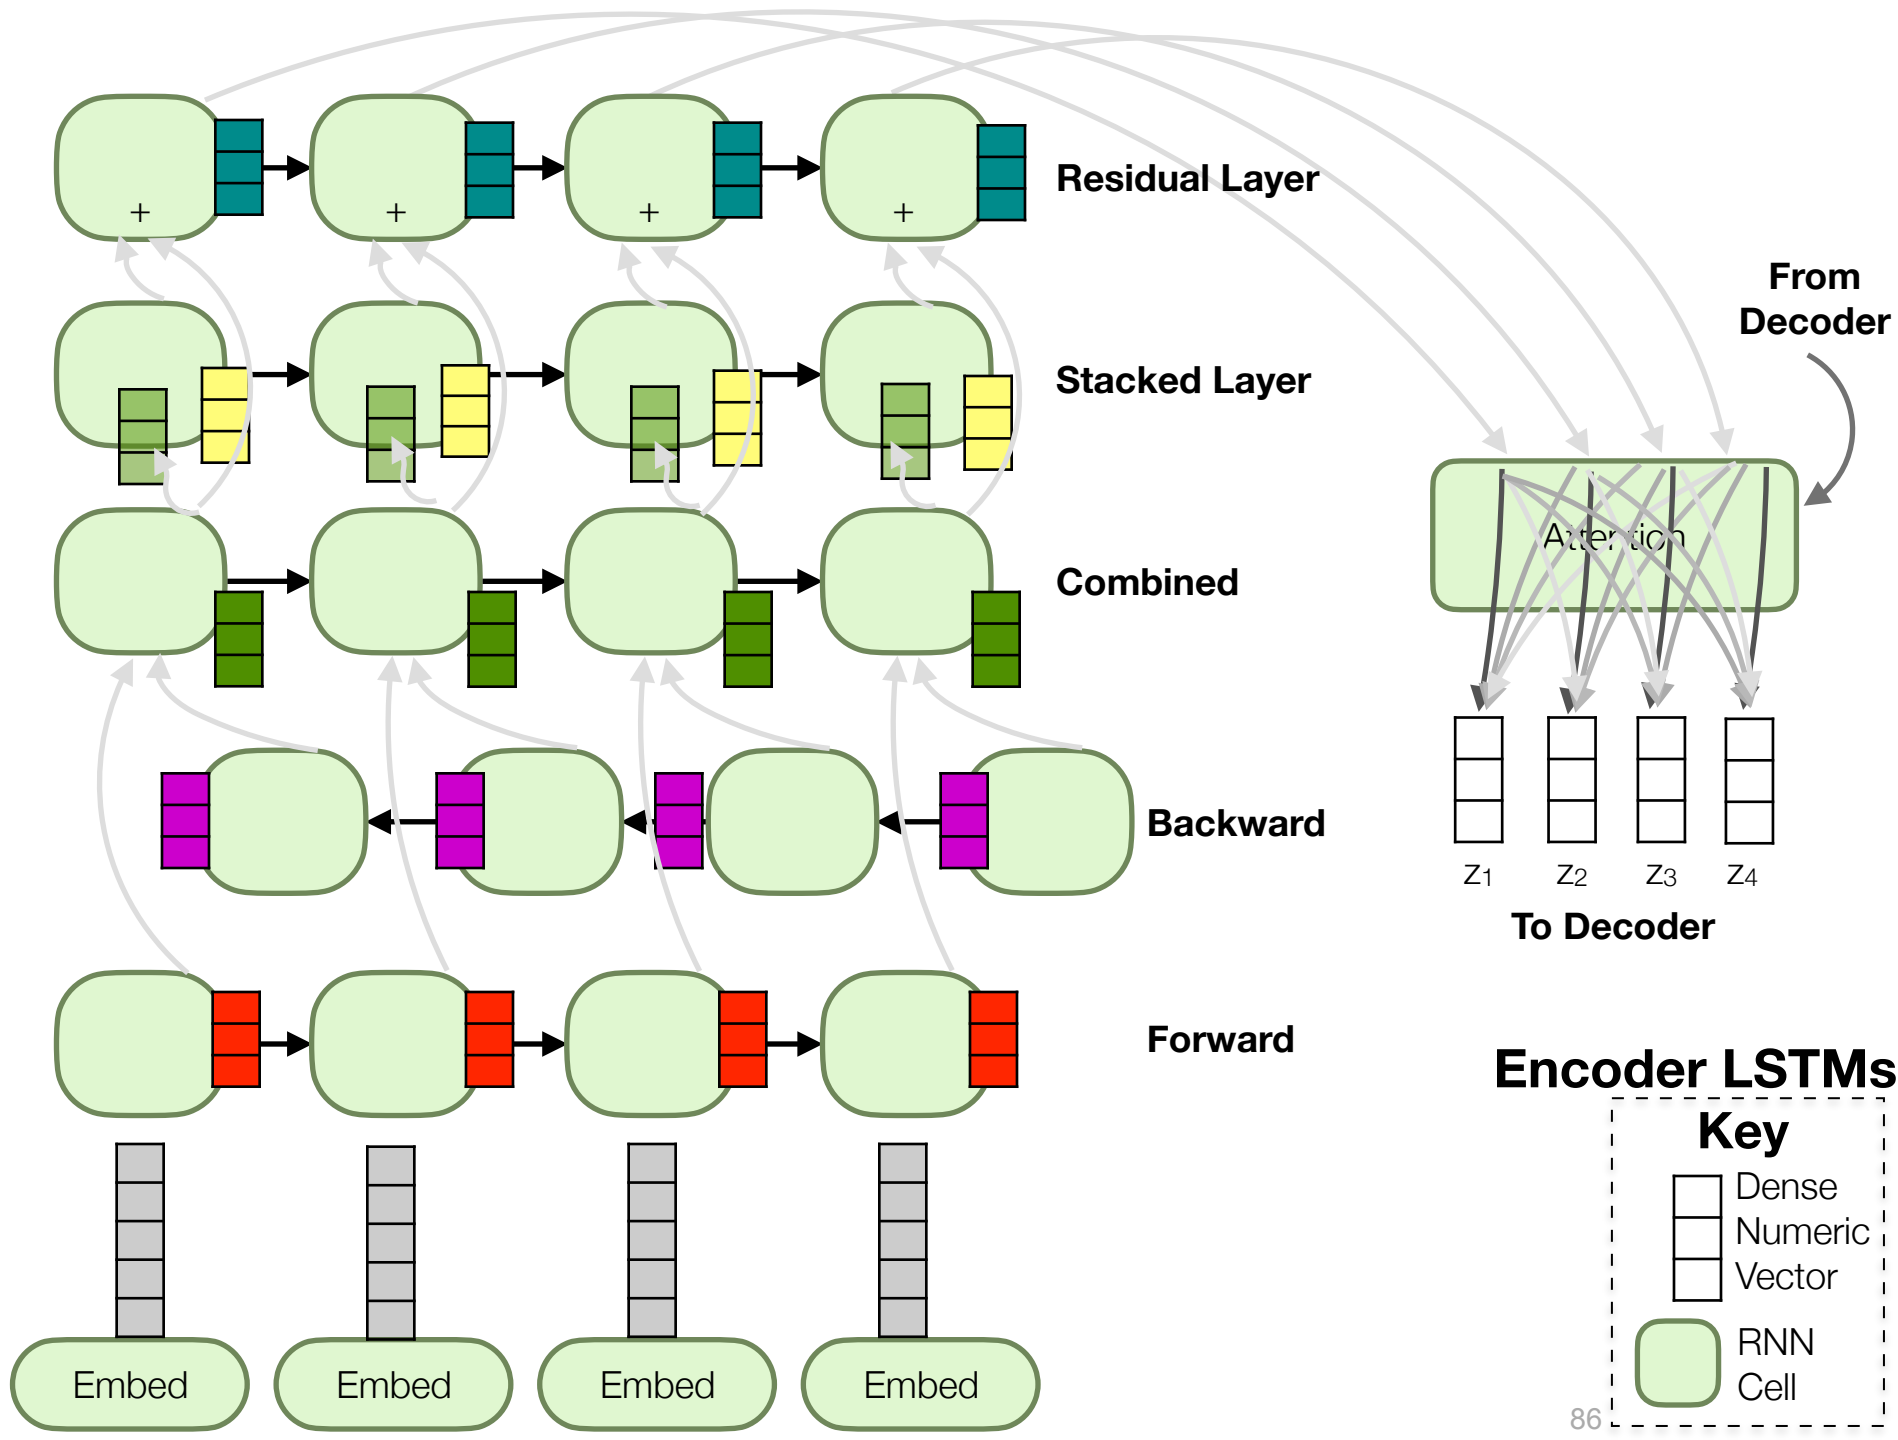 + + + +
Residual Layer
From
Decoder
Stacked Layer
Attention
Combined
Backward
z1 z2 z3 z4
To Decoder
Forward
Encoder LSTMs
Key
Dense
Numeric
Vector
RNN
Cell
Embed Embed Embed Embed
86